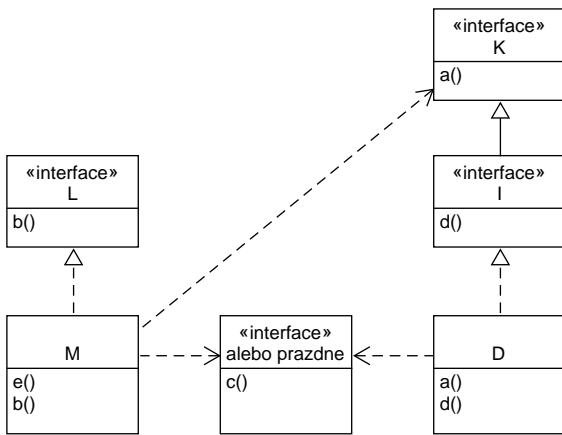 «interface»
K
a()
«interface»
L
b()
«interface»
I
d()
M
e()
b()
«interface»
alebo prazdne
c()
D
a()
d()